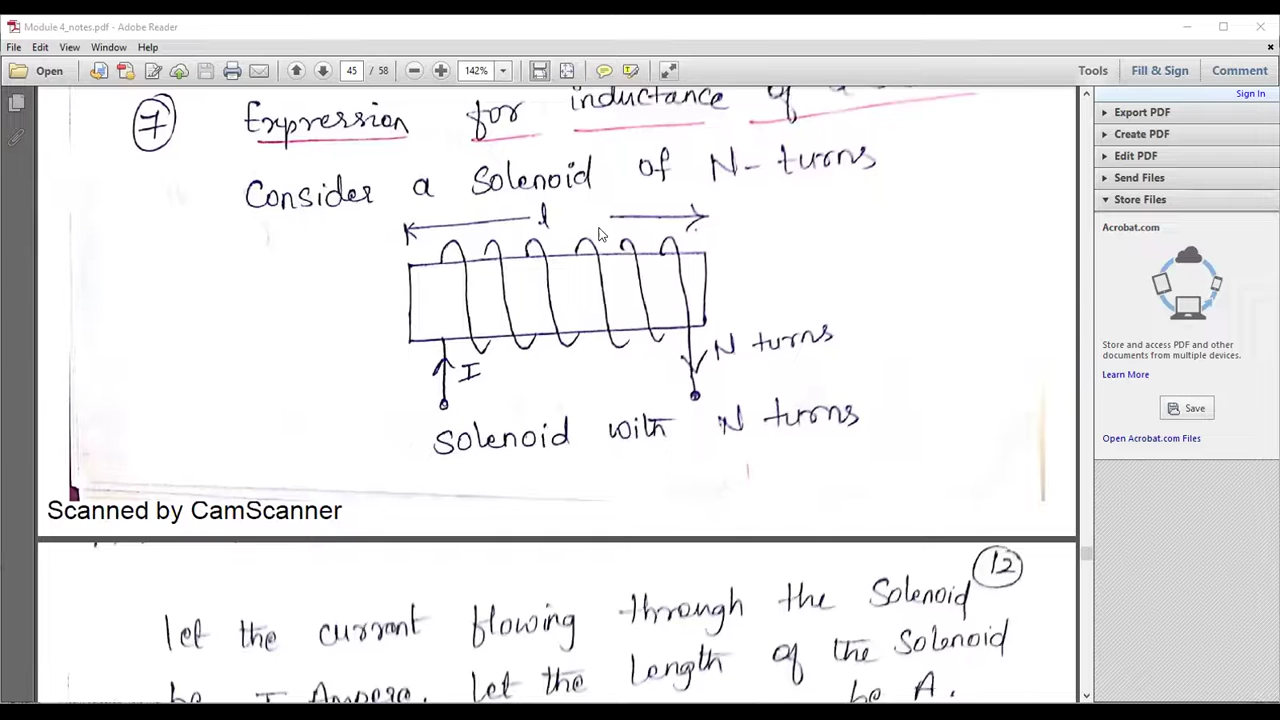 Module 4_notes.pdf - Adobe Reader
File Edit View Window Help
Open 45 / 58 142% Tools Fill & Sign Comment
Sign In
7 Expression for inductance of a
Consider a Solenoid of N-turns
l
I
N turns
Solenoid with N turns
Scanned by CamScanner
12
let the current flowing through the Solenoid
be I Ampere. let the length of the Solenoid
be A.
Export PDF
Create PDF
Edit PDF
Send Files
Store Files
Acrobat.com
Store and access PDF and other
documents from multiple devices.
Learn More
Save
Open Acrobat.com Files